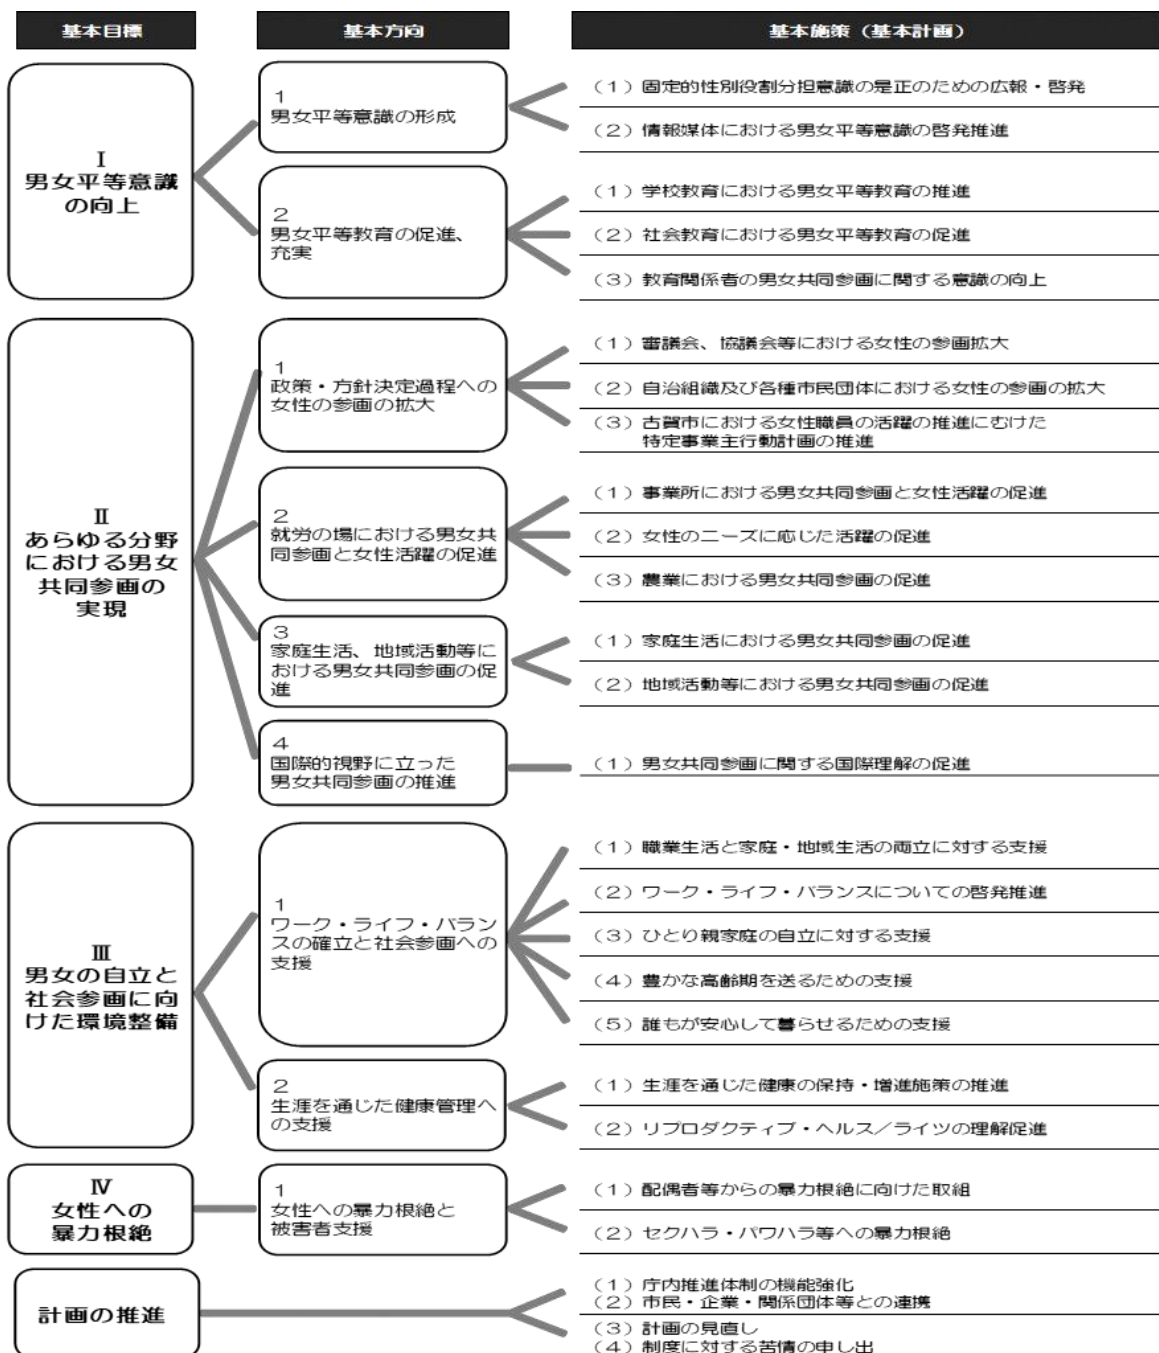 基本目標
基本方向
基本施策（基本計画）
Ⅰ
男女平等意識
の向上
1
男女平等意識の形成
（1）固定的性別役割分担意識の是正のための広報・啓発
（2）情報媒体における男女平等意識の啓発推進
2
男女平等教育の促進、
充実
（1）学校教育における男女平等教育の推進
（2）社会教育における男女平等教育の促進
（3）教育関係者の男女共同参画に関する意識の向上
Ⅱ
あらゆる分野
における男女
共同参画の
実現
1
政策・方針決定過程への
女性の参画の拡大
（1）審議会、協議会等における女性の参画拡大
（2）自治組織及び各種市民団体における女性の参画の拡大
（3）古賀市における女性職員の活躍の推進にむけた
特定事業主行動計画の推進
2
就労の場における男女共
同参画と女性活躍の促進
（1）事業所における男女共同参画と女性活躍の促進
（2）女性のニーズに応じた活躍の促進
（3）農業における男女共同参画の促進
3
家庭生活、地域活動等に
おける男女共同参画の促
進
（1）家庭生活における男女共同参画の促進
（2）地域活動等における男女共同参画の促進
4
国際的視野に立った
男女共同参画の推進
（1）男女共同参画に関する国際理解の促進
Ⅲ
男女の自立と
社会参画に向
けた環境整備
1
ワーク・ライフ・バラン
スの確立と社会参画への
支援
（1）職業生活と家庭・地域生活の両立に対する支援
（2）ワーク・ライフ・バランスについての啓発推進
（3）ひとり親家庭の自立に対する支援
（4）豊かな高齢期を送るための支援
（5）誰もが安心して暮らせるための支援
2
生涯を通じた健康管理へ
の支援
（1）生涯を通じた健康の保持・増進施策の推進
（2）リプロダクティブ・ヘルス／ライツの理解促進
Ⅳ
女性への
暴力根絶
1
女性への暴力根絶と
被害者支援
（1）配偶者等からの暴力根絶に向けた取組
（2）セクハラ・パワハラ等への暴力根絶
計画の推進
（1）庁内推進体制の機能強化
（2）市民・企業・関係団体等との連携
（3）計画の見直し
（4）制度に対する苦情の申し出